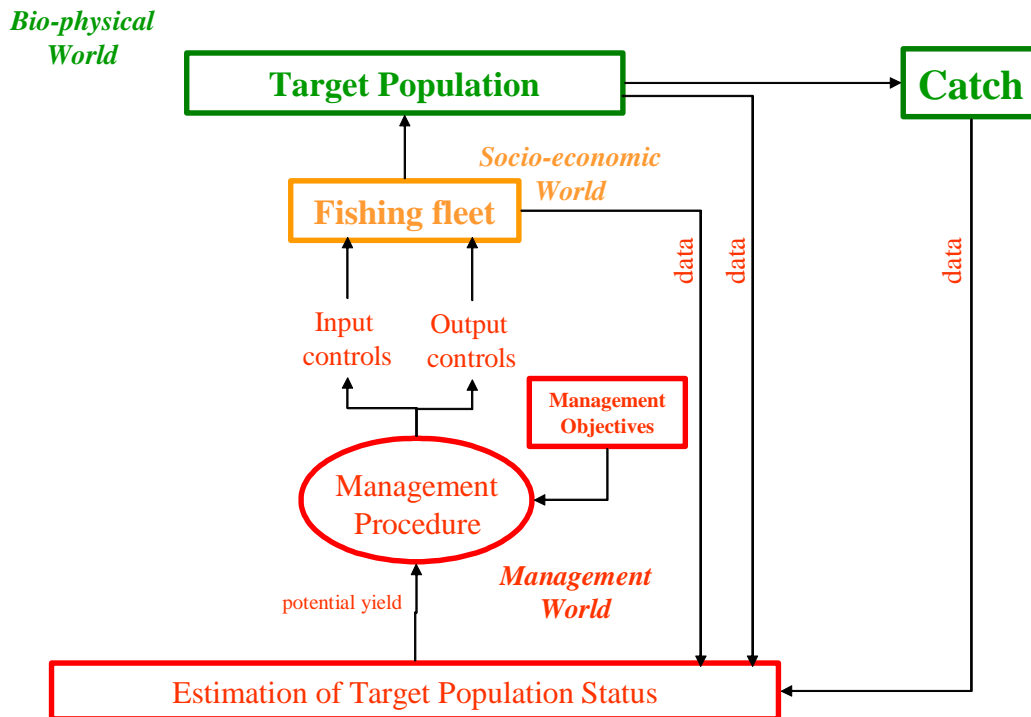 Bio-physical
World
Target Population
Catch
Socio-economic
World
Fishing fleet
data
data
data
Input
controls
Output
controls
Management
Objectives
Management
Procedure
Management
World
potential yield
Estimation of Target Population Status